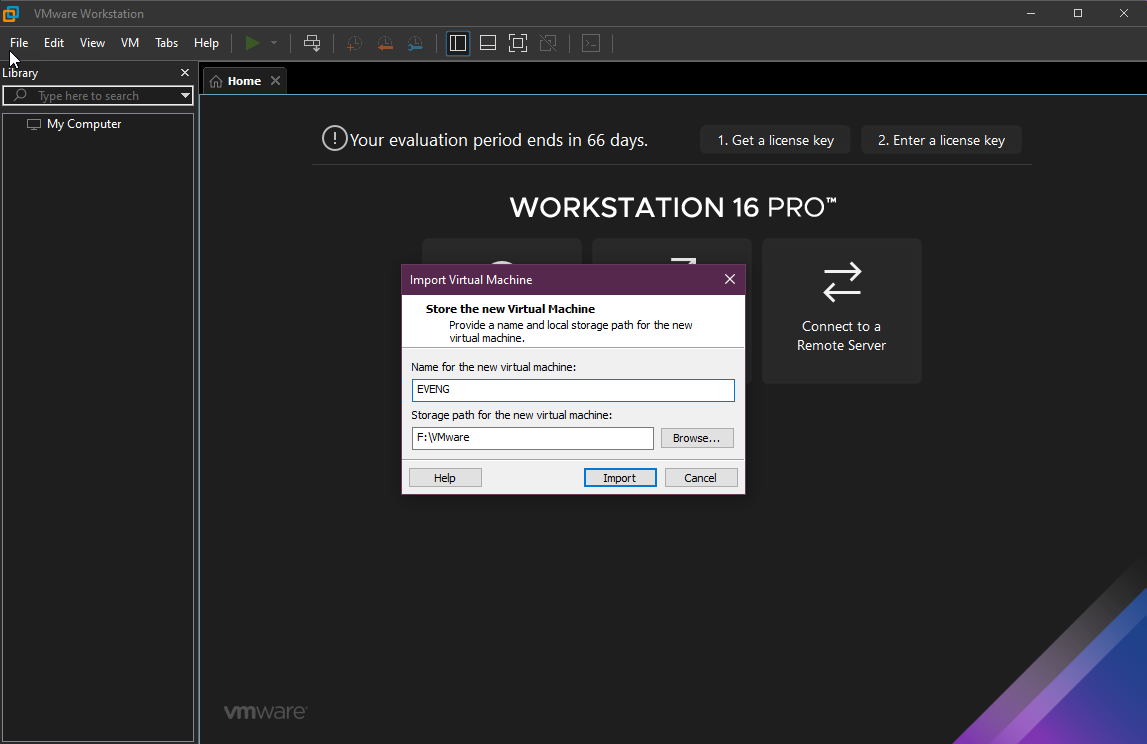 VMware Workstation
File Edit View VM Tabs Help
Library
Type here to search
My Computer
Home
Your evaluation period ends in 66 days.
1. Get a license key
2. Enter a license key
WORKSTATION 16 PRO™
Connect to a
Remote Server
Import Virtual Machine
Store the new Virtual Machine
Provide a name and local storage path for the new
virtual machine.
Name for the new virtual machine:
EVENG
Storage path for the new virtual machine:
F:\VMware
Browse...
Help
Import
Cancel
vmware